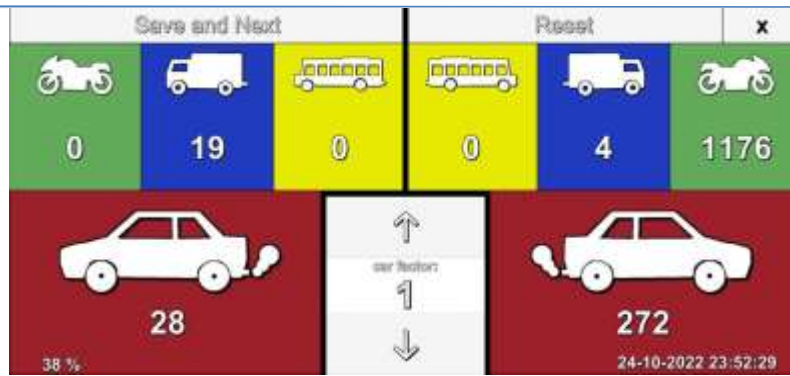 Save and Next Reset x
0 19 0 0 4 1176
car factor:
1
28 272
38 % 24-10-2022 23:52:29